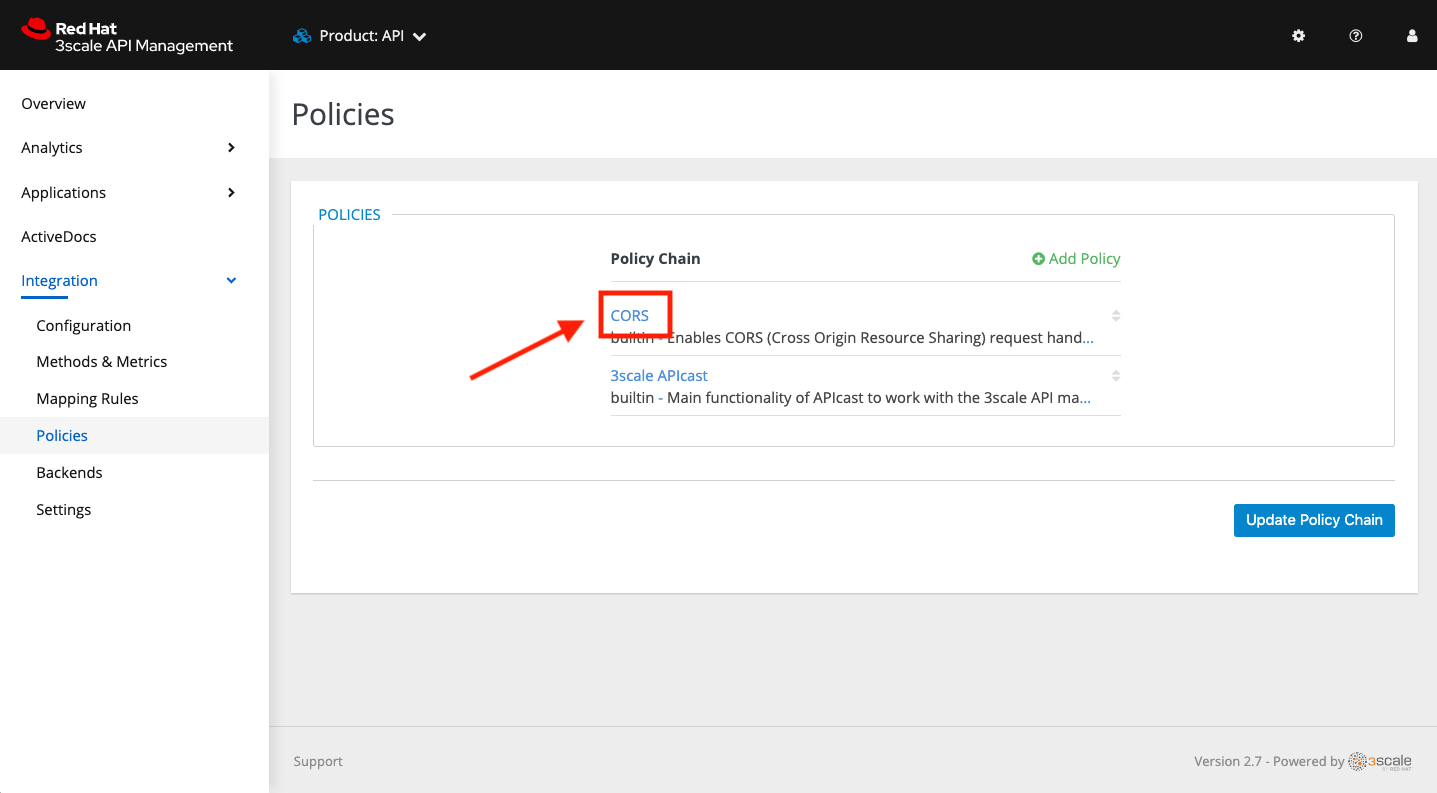 Red Hat
3scale API Management
Product: API
Overview
Analytics
Applications
ActiveDocs
Integration
Configuration
Methods & Metrics
Mapping Rules
Policies
Backends
Settings
Policies
POLICIES
Policy Chain
Add Policy
CORS
builtin - Enables CORS (Cross Origin Resource Sharing) request hand...
3scale APIcast
builtin - Main functionality of APIcast to work with the 3scale API ma...
Update Policy Chain
Support
Version 2.7 - Powered by 3scale
BY RED HAT